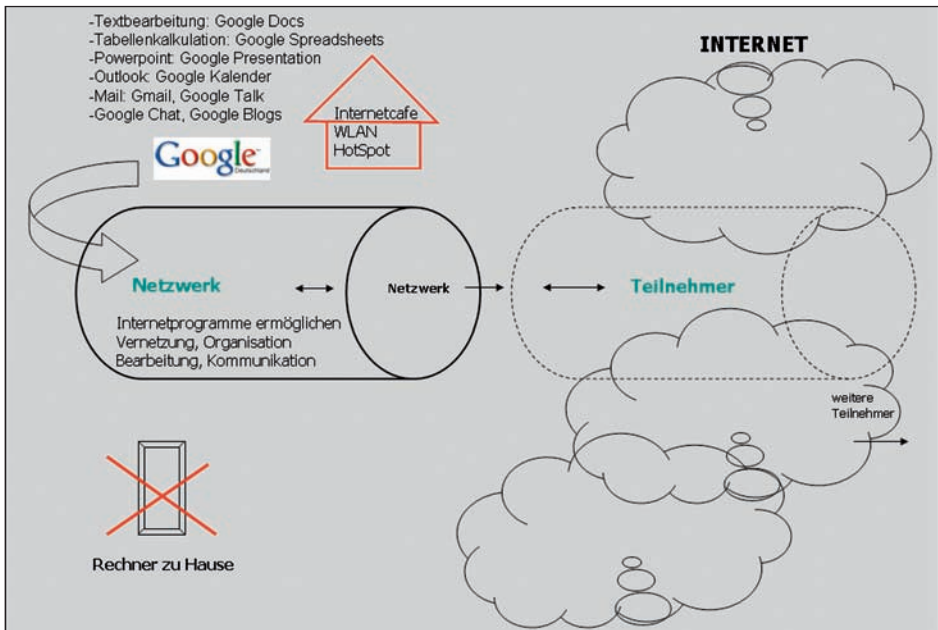 -Textbearbeitung: Google Docs
-Tabellenkalkulation: Google Spreadsheets
-Powerpoint: Google Presentation
-Outlook: Google Kalender
-Mail: Gmail, Google Talk
-Google Chat, Google Blogs
Google
Deutschland
Internetcafe
WLAN
HotSpot
INTERNET
Netzwerk
Internetprogramme ermöglichen
Vernetzung, Organisation
Bearbeitung, Kommunikation
Netzwerk
Teilnehmer
weitere
Teilnehmer
Rechner zu Hause